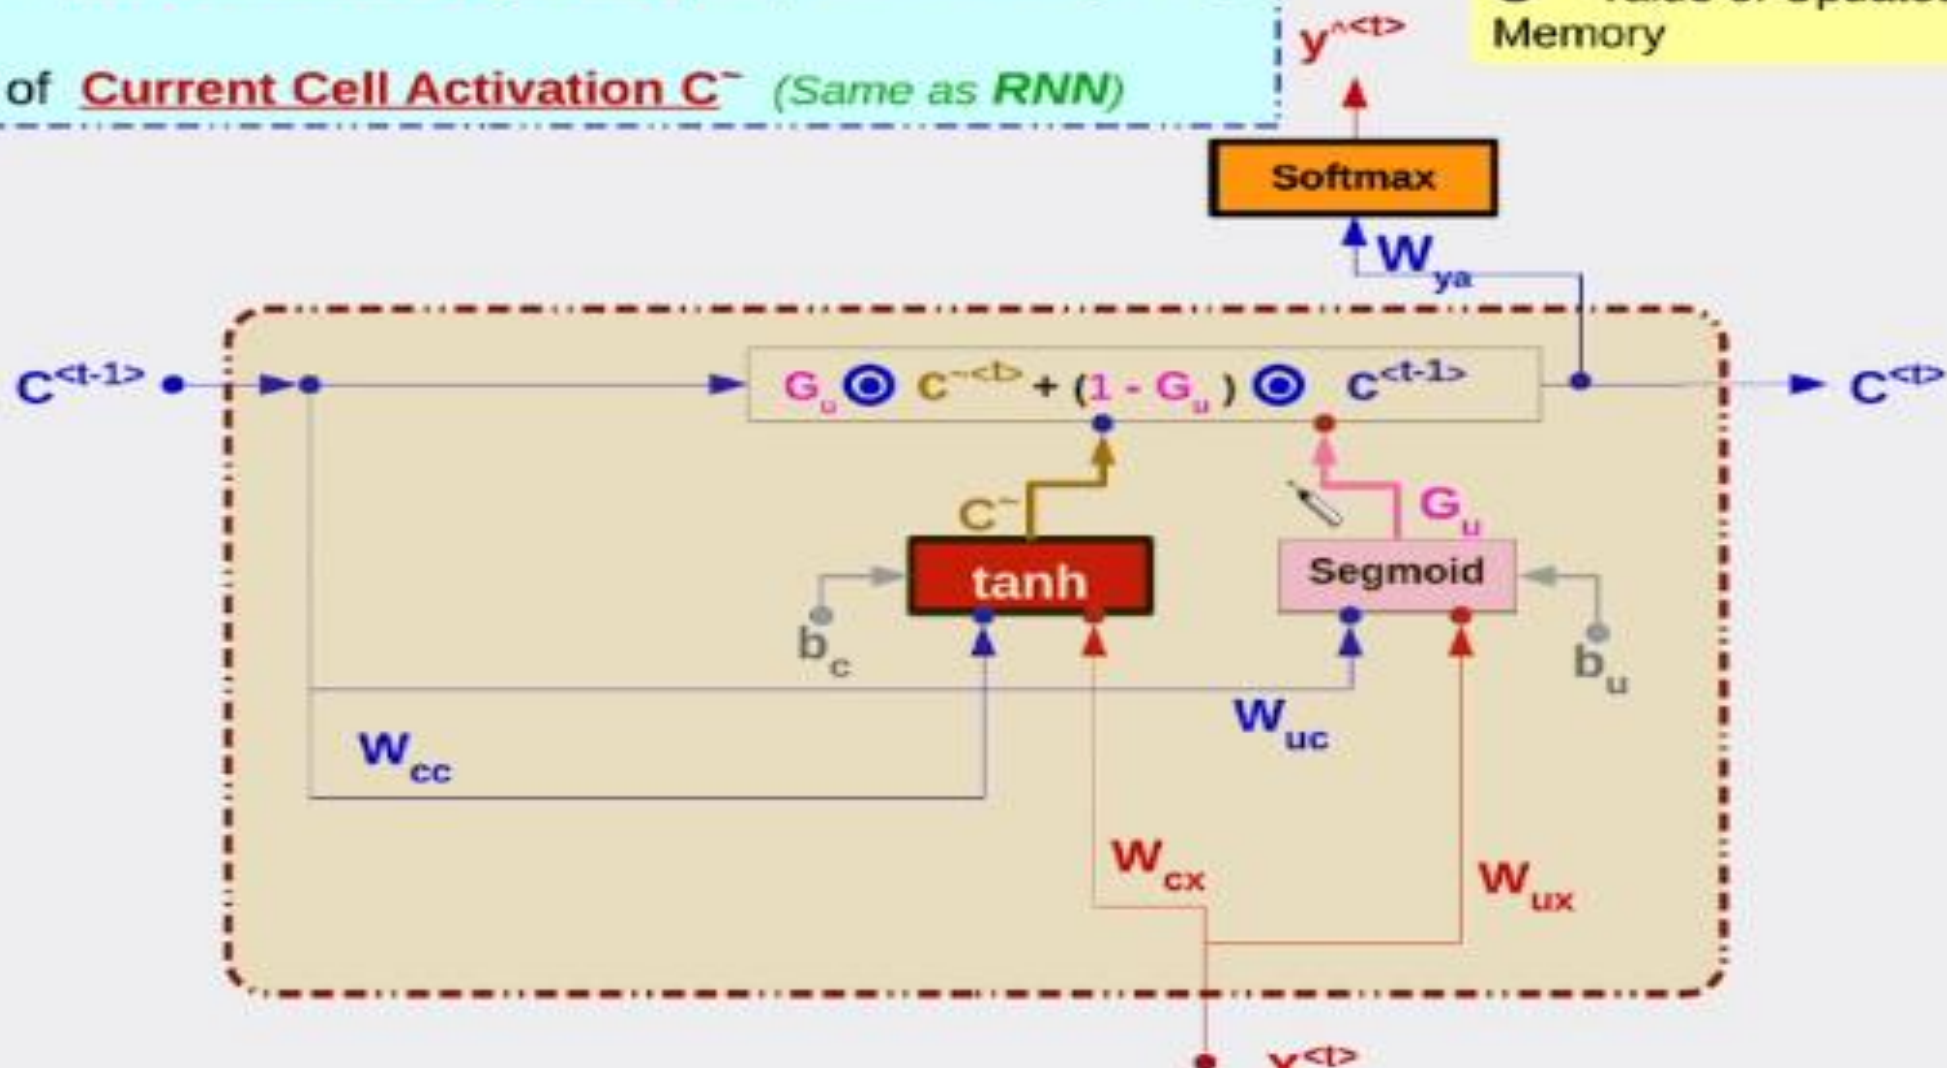 Memory
y^<t>
of Current Cell Activation C~ (Same as RNN)
Softmax
Wya
C<t-1>
Gu ⊙ C~<t> + (1 - Gu) ⊙ C<t-1>
C<t>
C~
Gu
tanh
Segmoid
bc
bu
Wuc
Wcc
Wcx
Wux
x<t>